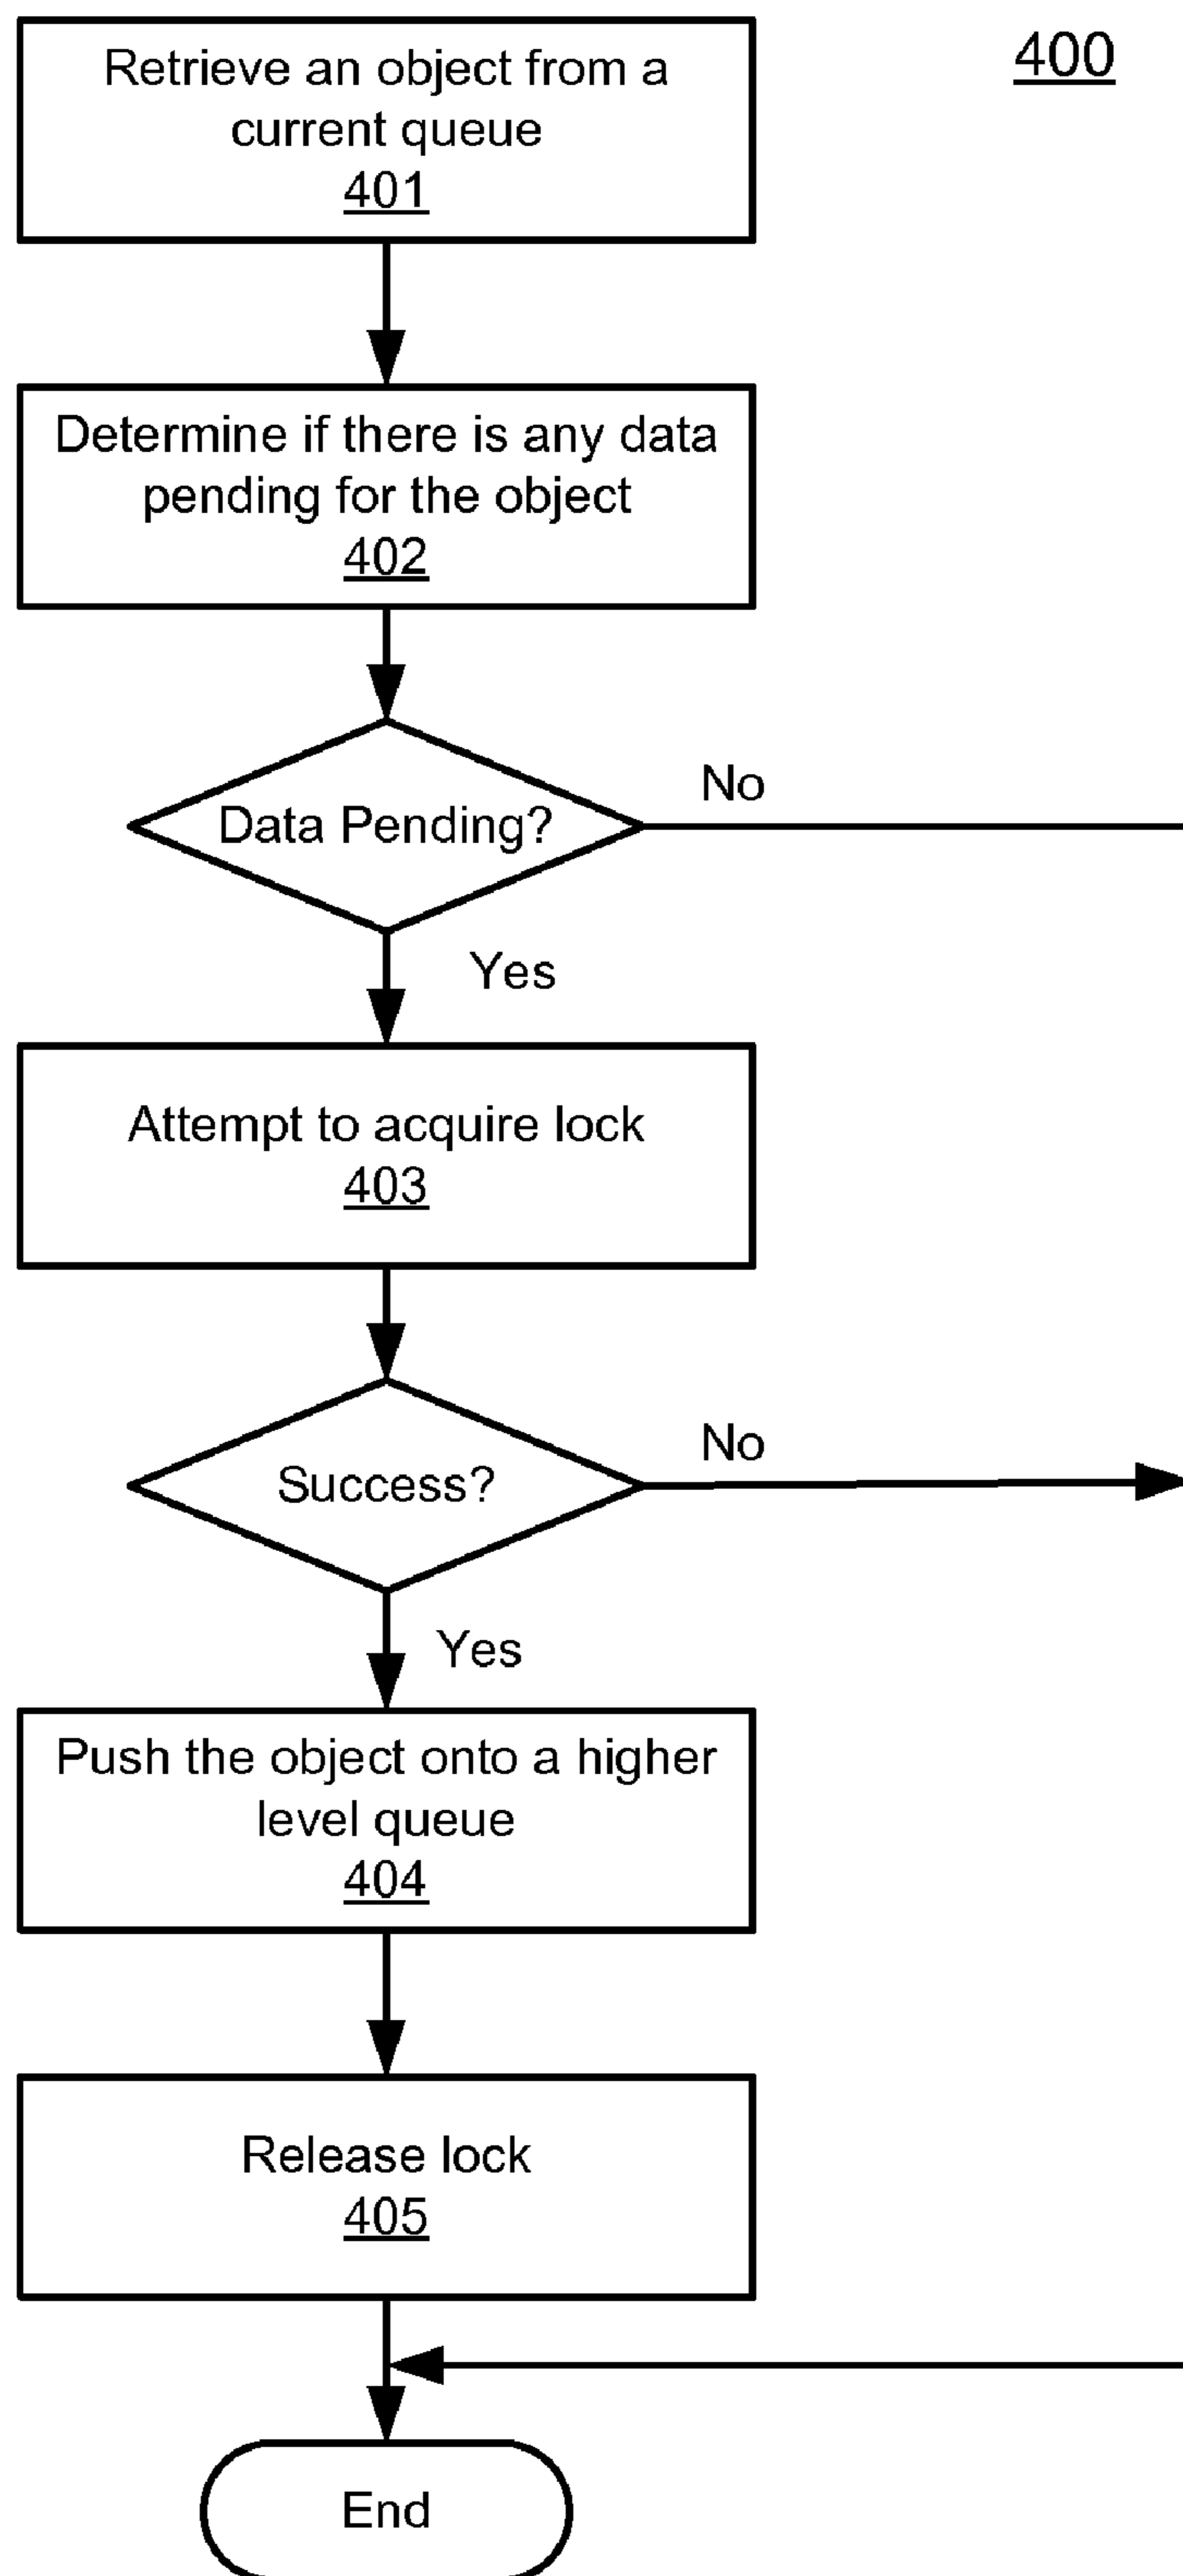 400
Retrieve an object from a
current queue
401
Determine if there is any data
pending for the object
402
Data Pending?
No
Yes
Attempt to acquire lock
403
Success?
No
Yes
Push the object onto a higher
level queue
404
Release lock
405
End